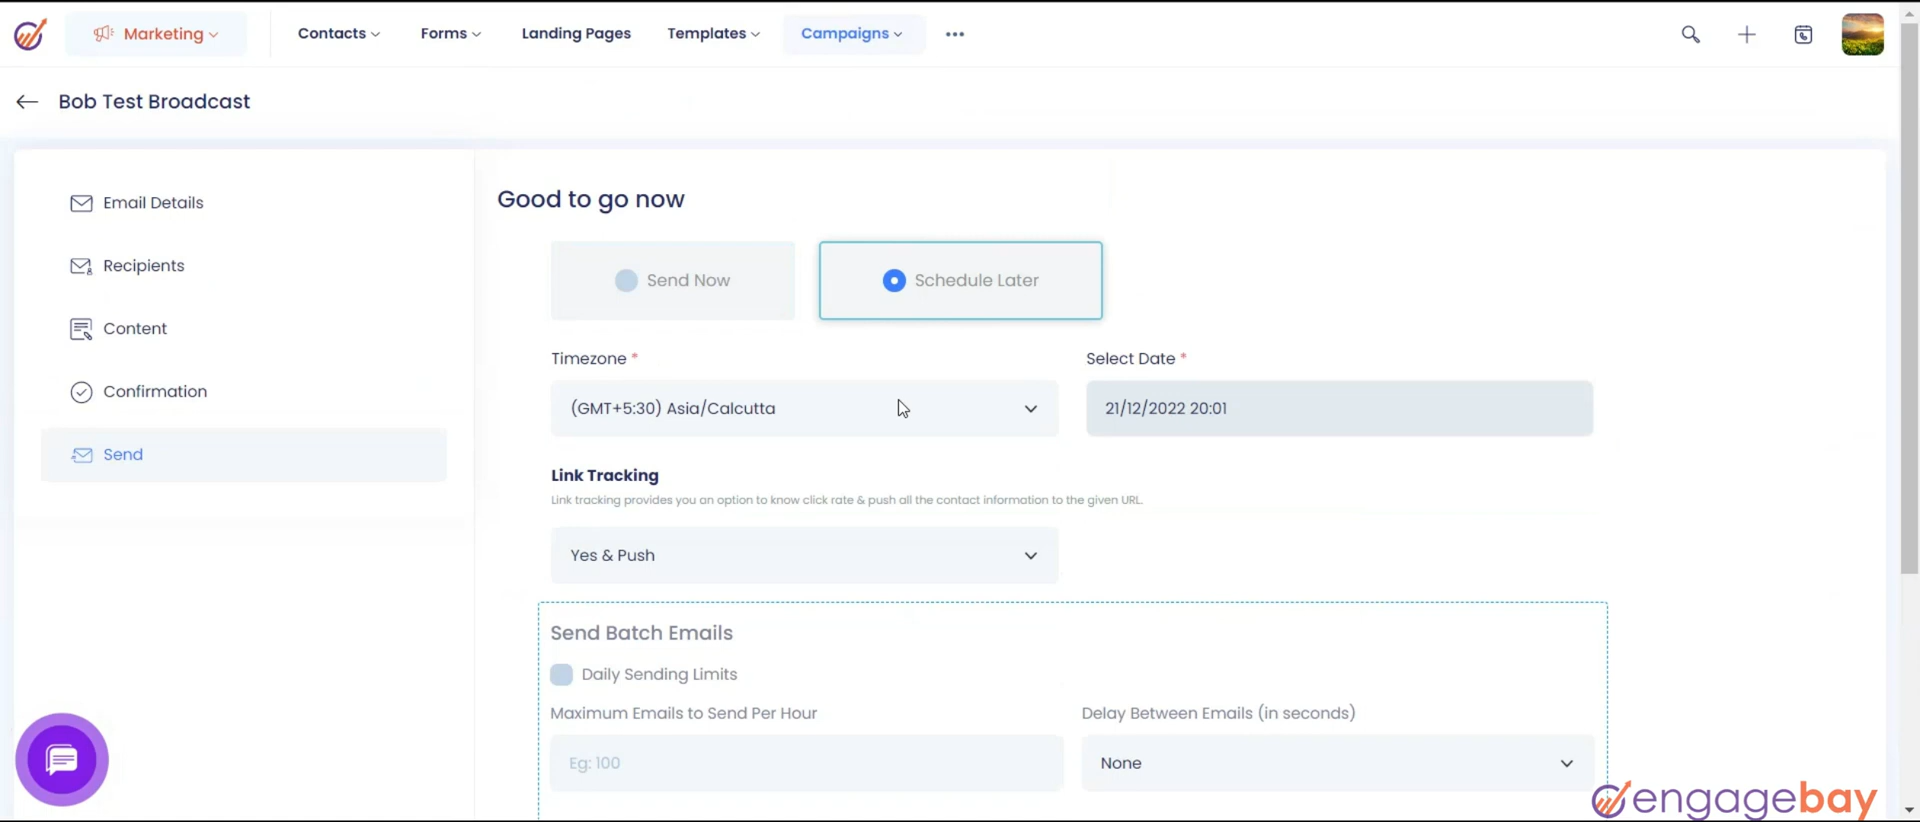 Marketing Contacts Forms Landing Pages Templates Campaigns
Bob Test Broadcast
Email Details
Recipients
Content
Confirmation
Send
Good to go now
Send Now Schedule Later
Timezone * Select Date *
(GMT+5:30) Asia/Calcutta 21/12/2022 20:01
Link Tracking
Link tracking provides you an option to know click rate & push all the contact information to the given URL.
Yes & Push
Send Batch Emails
Daily Sending Limits
Maximum Emails to Send Per Hour Delay Between Emails (in seconds)
Eg: 100 None
engagebay